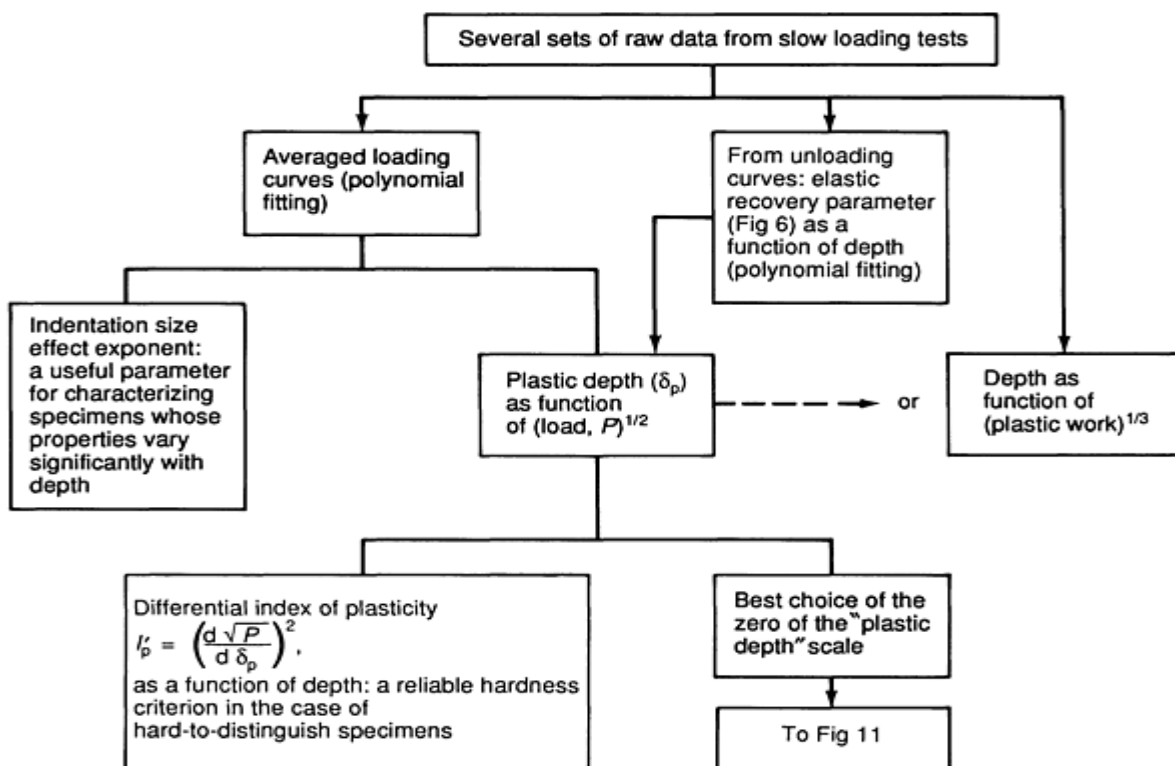 Several sets of raw data from slow loading tests
Averaged loading
curves (polynomial
fitting)
From unloading
curves: elastic
recovery parameter
(Fig 6) as a
function of depth
(polynomial fitting)
Indentation size
effect exponent:
a useful parameter
for characterizing
specimens whose
properties vary
significantly with
depth
Plastic depth (δₚ)
as function
of (load, P)^1/2
or
Depth as
function of
(plastic work)^1/3
Differential index of plasticity
I′ₚ = (d √P / d δₚ)²,
as a function of depth: a reliable hardness
criterion in the case of
hard-to-distinguish specimens
Best choice of the
zero of the "plastic
depth" scale
To Fig 11